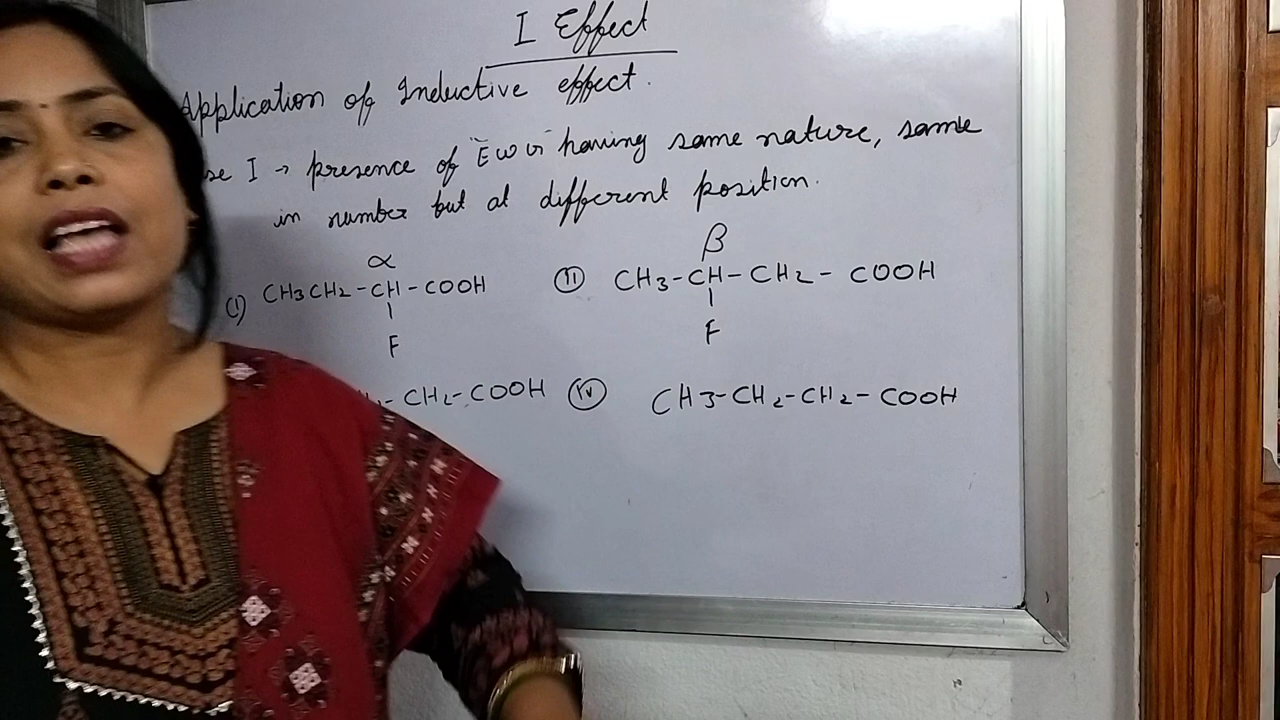 I Effect
Application of Inductive effect.
se I → presence of "EWG" having same nature, same
in number but at different position.
α β
(I) CH3CH2-CH-COOH (II) CH3-CH-CH2-COOH
F F
-CH2-COOH (IV) CH3-CH2-CH2-COOH